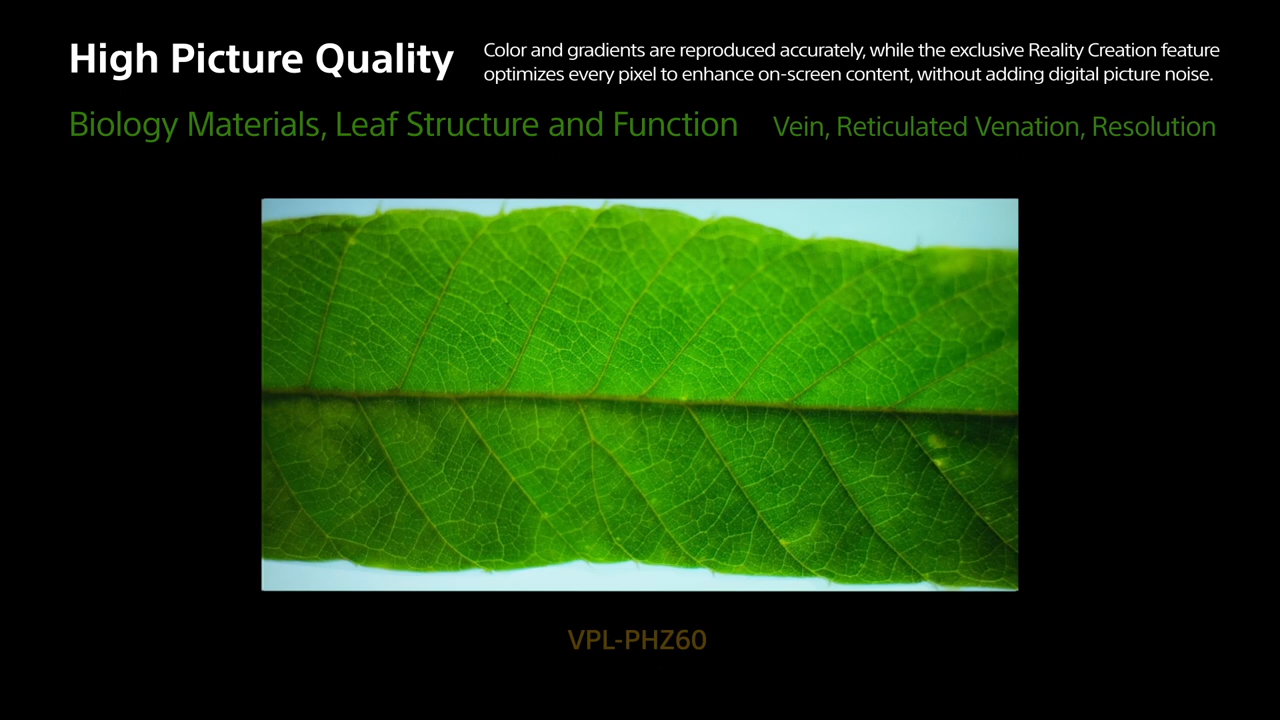 High Picture Quality
Color and gradients are reproduced accurately, while the exclusive Reality Creation feature
optimizes every pixel to enhance on-screen content, without adding digital picture noise.
Biology Materials, Leaf Structure and Function
Vein, Reticulated Venation, Resolution
VPL-PHZ60